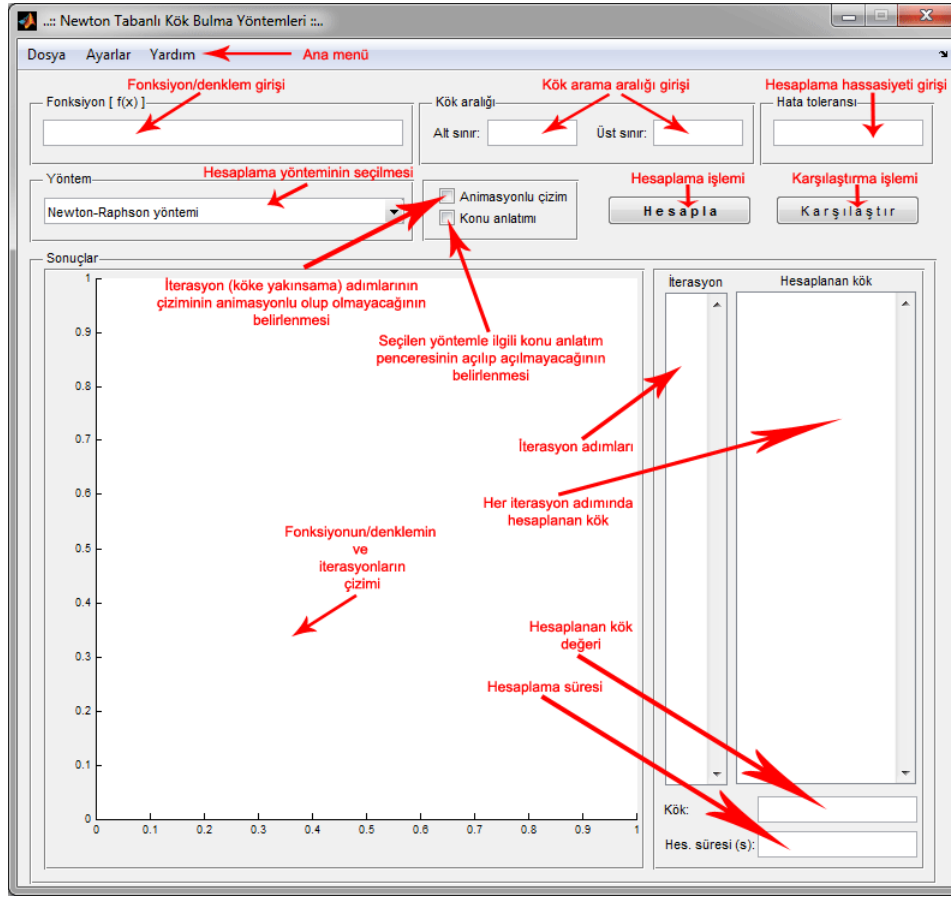 ..:: Newton Tabanlı Kök Bulma Yöntemleri ::..
Dosya Ayarlar Yardım
Ana menü
Fonksiyon/denklem girişi
Kök arama aralığı girişi
Hesaplama hassasiyeti girişi
Fonksiyon [ f(x) ]
Kök aralığı
Hata toleransı
Alt sınır:
Üst sınır:
Yöntem
Hesaplama yönteminin seçilmesi
Newton-Raphson yöntemi
Animasyonlu çizim
Konu anlatımı
Hesaplama işlemi
Karşılaştırma işlemi
H e s a p l a
K a r ş ı l a ş t ı r
Sonuçlar
İterasyon (köke yakınsama) adımlarının
çiziminin animasyonlu olup olmayacağının
belirlenmesi
Seçilen yöntemle ilgili konu anlatım
penceresinin açılıp açılmayacağının
belirlenmesi
İterasyon
Hesaplanan kök
İterasyon adımları
Her iterasyon adımında
hesaplanan kök
Fonksiyonun/denklemin
ve
iterasyonların
çizimi
Hesaplanan kök
değeri
Hesaplama süresi
1
0.9
0.8
0.7
0.6
0.5
0.4
0.3
0.2
0.1
0
0 0.1 0.2 0.3 0.4 0.5 0.6 0.7 0.8 0.9 1
Kök:
Hes. süresi (s):